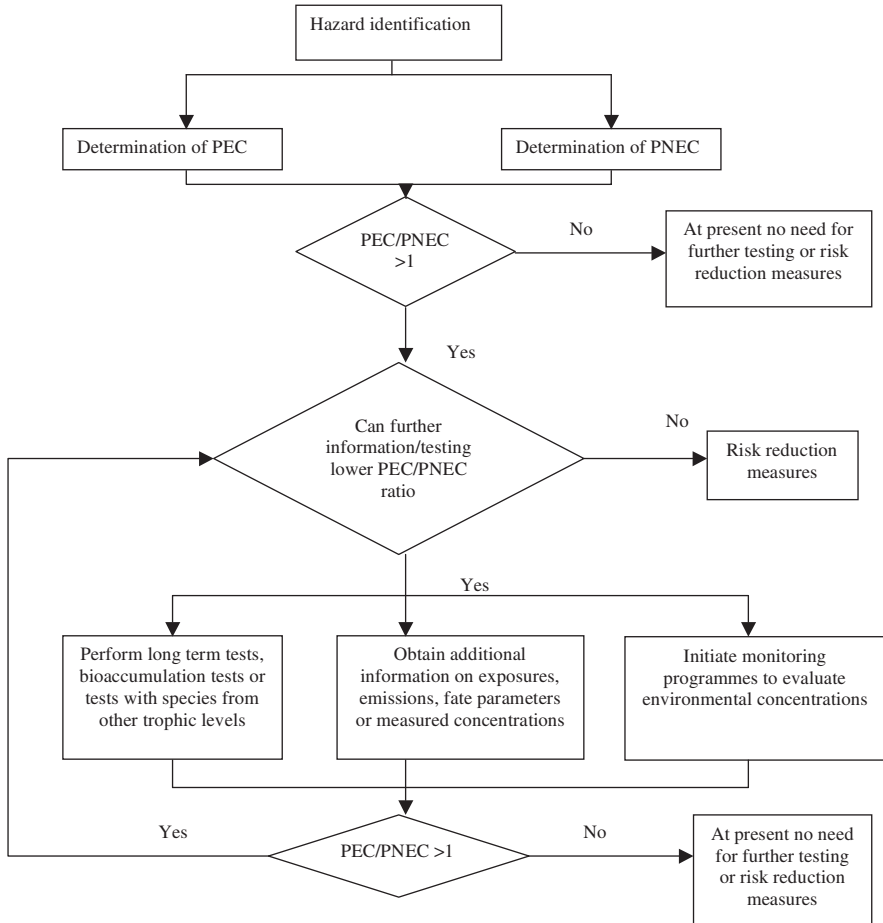 Hazard identification
Determination of PEC
Determination of PNEC
PEC/PNEC
>1
No
At present no need for
further testing or risk
reduction measures
Yes
Can further
information/testing
lower PEC/PNEC
ratio
No
Risk reduction
measures
Yes
Perform long term tests,
bioaccumulation tests or
tests with species from
other trophic levels
Obtain additional
information on exposures,
emissions, fate parameters
or measured concentrations
Initiate monitoring
programmes to evaluate
environmental concentrations
Yes
PEC/PNEC >1
No
At present no need
for further testing
or risk reduction
measures